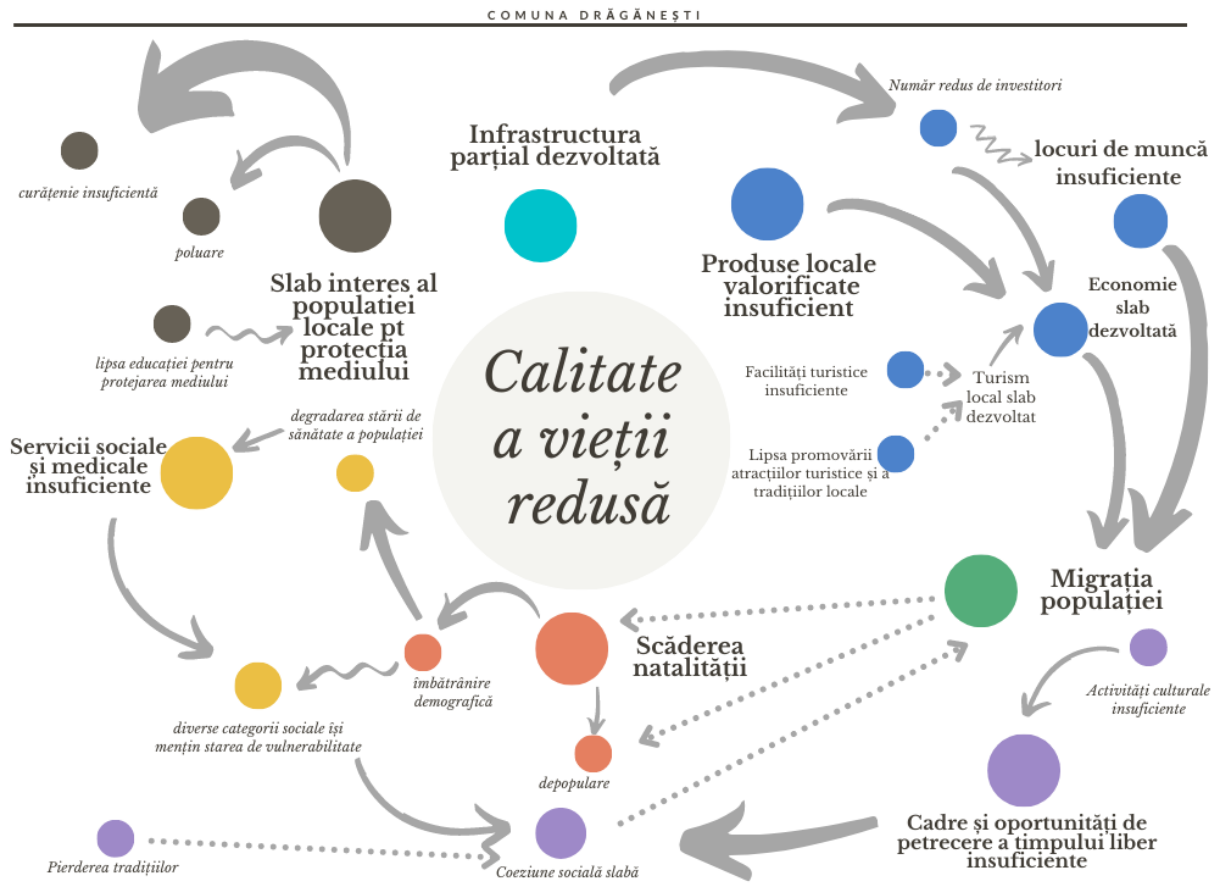 COMUNA DRĂGĂNEȘTI
Număr redus de investitori
Infrastructura
parțial dezvoltată
locuri de muncă
insuficiente
curățenie insuficientă
poluare
Slab interes al
populatiei
locale pt
protectia
mediului
lipsa educației pentru
protejarea mediului
Produse locale
valorificate
insuficient
Economie
slab
dezvoltată
Facilități turistice
insuficiente
Turism
local slab
dezvoltat
Lipsa promovării
atracțiilor turistice și a
tradițiilor locale
Calitate
a vieții
redusă
degradarea stării de
sănătate a populației
Servicii sociale
și medicale
insuficiente
Migrația
populației
Scăderea
natalității
îmbătrânire
demografică
Activități culturale
insuficiente
diverse categorii sociale își
mențin starea de vulnerabilitate
depopulare
Cadre și oportunități de
petrecere a timpului liber
insuficiente
Pierderea tradițiilor
Coeziune socială slabă